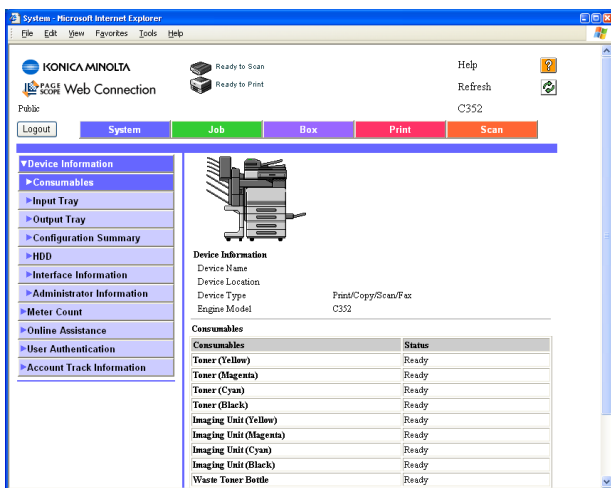 System - Microsoft Internet Explorer
File Edit View Favorites Tools Help
KONICA MINOLTA
Ready to Scan
Help
PAGE SCOPE Web Connection
Ready to Print
Refresh
Public
C352
Logout
System
Job
Box
Print
Scan
Device Information
Consumables
Input Tray
Output Tray
Configuration Summary
HDD
Interface Information
Administrator Information
Meter Count
Online Assistance
User Authentication
Account Track Information
Device Information
Device Name
Device Location
Device Type Print/Copy/Scan/Fax
Engine Model C352
Consumables
Consumables Status
Toner (Yellow) Ready
Toner (Magenta) Ready
Toner (Cyan) Ready
Toner (Black) Ready
Imaging Unit (Yellow) Ready
Imaging Unit (Magenta) Ready
Imaging Unit (Cyan) Ready
Imaging Unit (Black) Ready
Waste Toner Bottle Ready